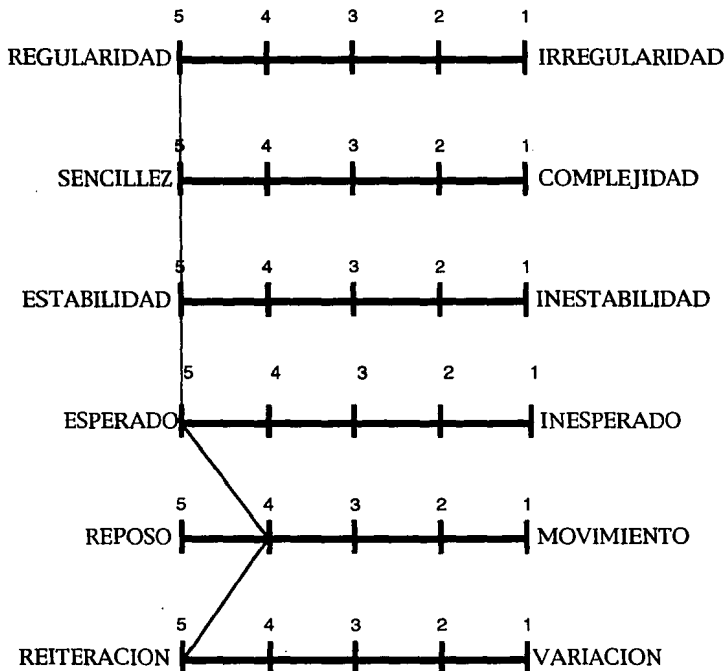 5 4 3 2 1
REGULARIDAD IRREGULARIDAD
5 4 3 2 1
SENCILLEZ COMPLEJIDAD
5 4 3 2 1
ESTABILIDAD INESTABILIDAD
5 4 3 2 1
ESPERADO INESPERADO
5 4 3 2 1
REPOSO MOVIMIENTO
5 4 3 2 1
REITERACION VARIACION